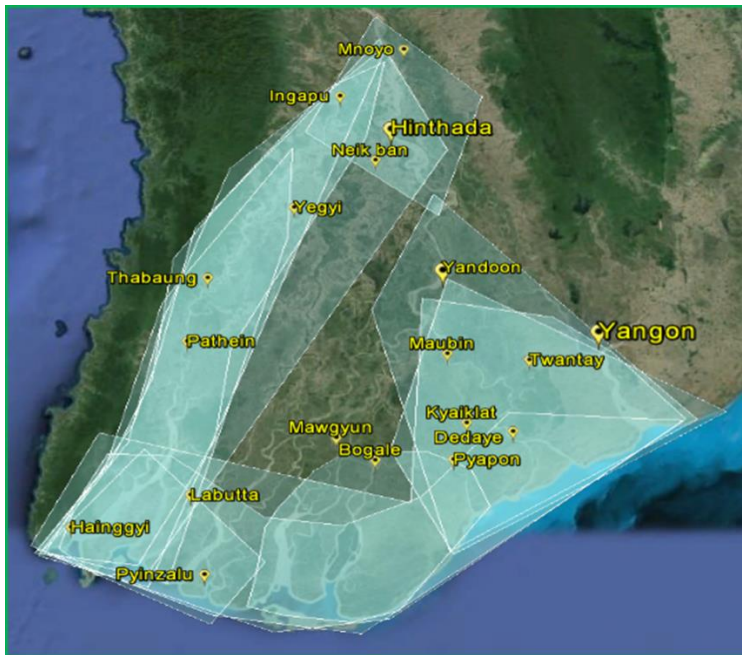 Mnoyo
Ingapu
Hinthada
Neik ban
Yegyi
Yandoon
Thabaung
Yangon
Pathein
Maubin
Twantay
Kyaiklat
Mawgyun
Dedaye
Bogale
Pyapon
Labutta
Hainggyi
Pyinzalu